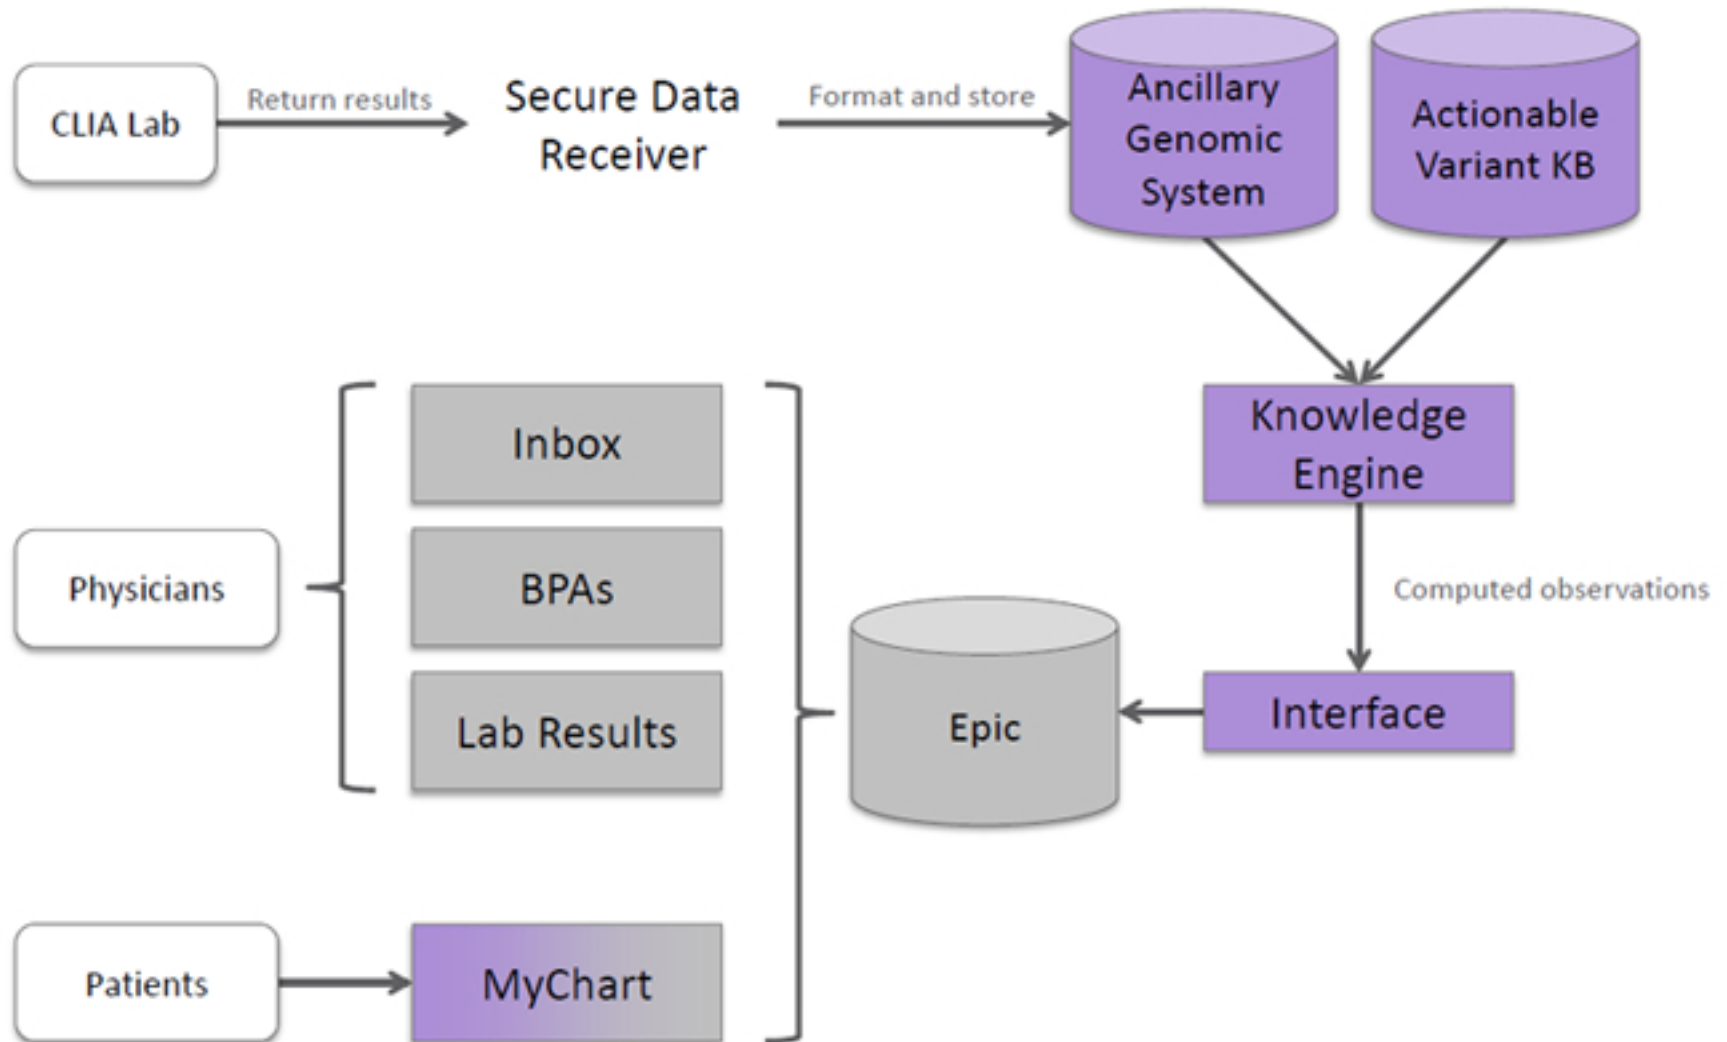 CLIA Lab
Return results
Secure Data
Receiver
Format and store
Ancillary
Genomic
System
Actionable
Variant KB
Knowledge
Engine
Computed observations
Interface
Epic
Inbox
BPAs
Lab Results
Physicians
Patients
MyChart